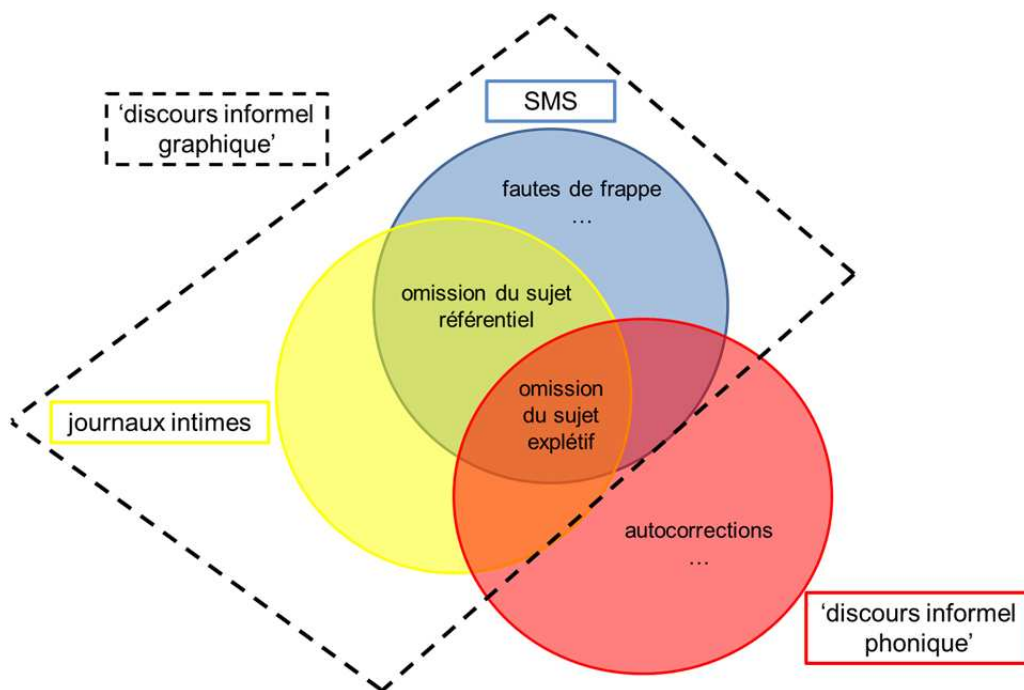 SMS
‘discours informel
graphique’
fautes de frappe
...
omission du sujet
référentiel
omission
du sujet
explétif
journaux intimes
autocorrections
...
‘discours informel
phonique’